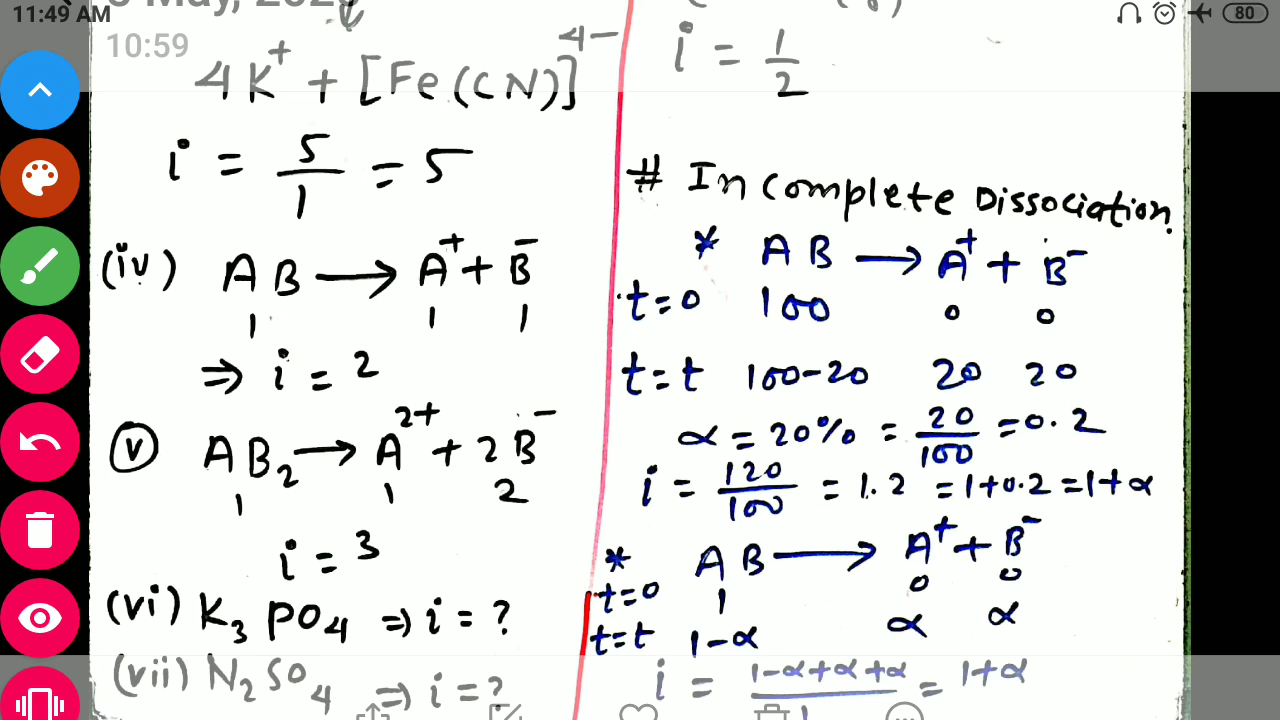 11:49 AM
80
10:59
4K⁺ + [Fe(CN)]⁴⁻
i = 5/1 = 5
(iv) AB ⟶ A⁺ + B⁻
1 1 1
⇒ i = 2
(v) AB₂ ⟶ A²⁺ + 2B⁻
1 1 2
i = 3
(vi) K₃PO₄ ⇒ i = ?
(vii) N₂SO₄ ⇒ i = ?
i = 1/2
# InComplete Dissociation.
* AB ⟶ A⁺ + B⁻
t=0 100 0 0
t=t 100-20 20 20
α = 20% = 20/100 = 0.2
i = 120/100 = 1.2 = 1+0.2 = 1+α
* AB ⟶ A⁺ + B⁻
t=0 1 0 0
t=t 1-α α α
i = 1-α+α+α/1 = 1+α